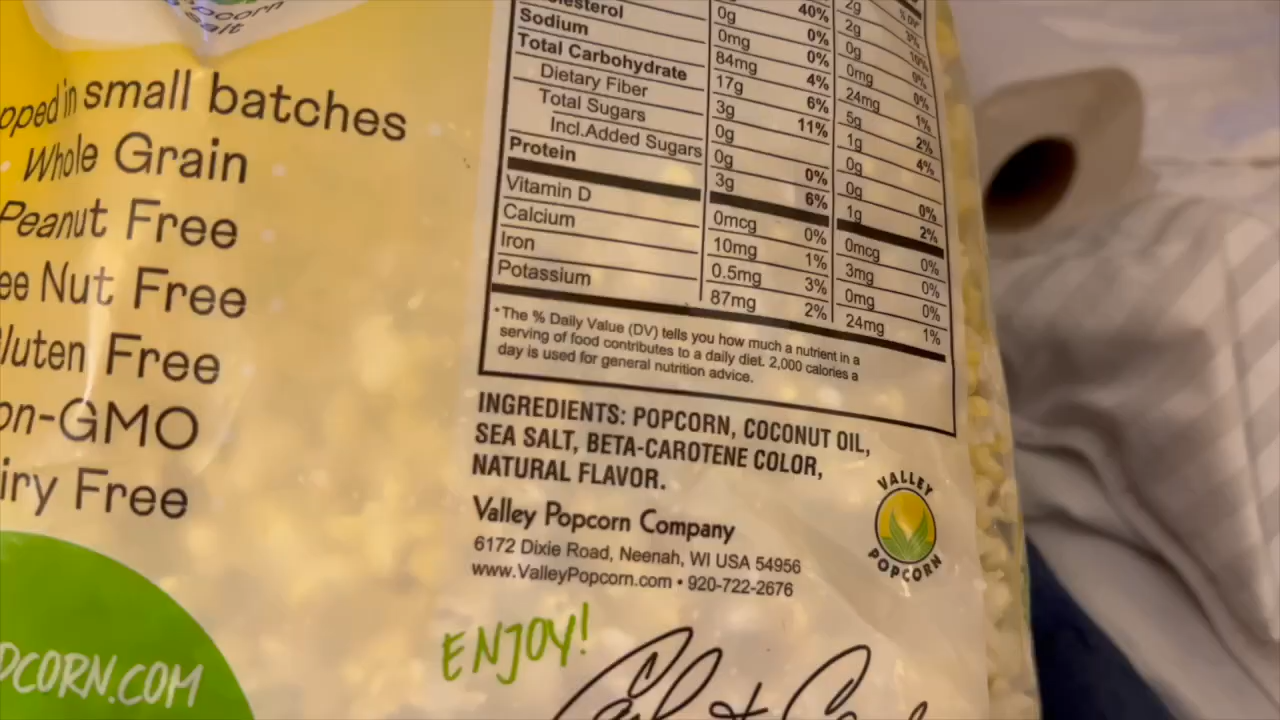 popcorn
salt
in small batches
Whole Grain
Peanut Free
Nut Free
Free
GMO
Free
POPCORN.COM
40% 2g
0g 0% 2g 3%
Sodium 0mg 0% 0g 10%
Total Carbohydrate 84mg 4% 0mg 0%
Dietary Fiber 17g 6% 24mg 0%
Total Sugars 3g 11% 5g 1%
Incl.Added Sugars 0g 1g 2%
Protein 0g 0% 0g 4%
3g 6% 0g 0%
1g 2%
Vitamin D 0mcg 0% 0mcg 0%
Calcium 10mg 1% 3mg 0%
Iron 0.5mg 3% 0mg 0%
Potassium 87mg 2% 24mg 1%
*The % Daily Value (DV) tells you how much a nutrient in a
serving of food contributes to a daily diet. 2,000 calories a
day is used for general nutrition advice.
INGREDIENTS: POPCORN, COCONUT OIL,
SEA SALT, BETA-CAROTENE COLOR,
NATURAL FLAVOR.
Valley Popcorn Company
6172 Dixie Road, Neenah, WI USA 54956
www.ValleyPopcorn.com • 920-722-2676
VALLEY
POPCORN
ENJOY!